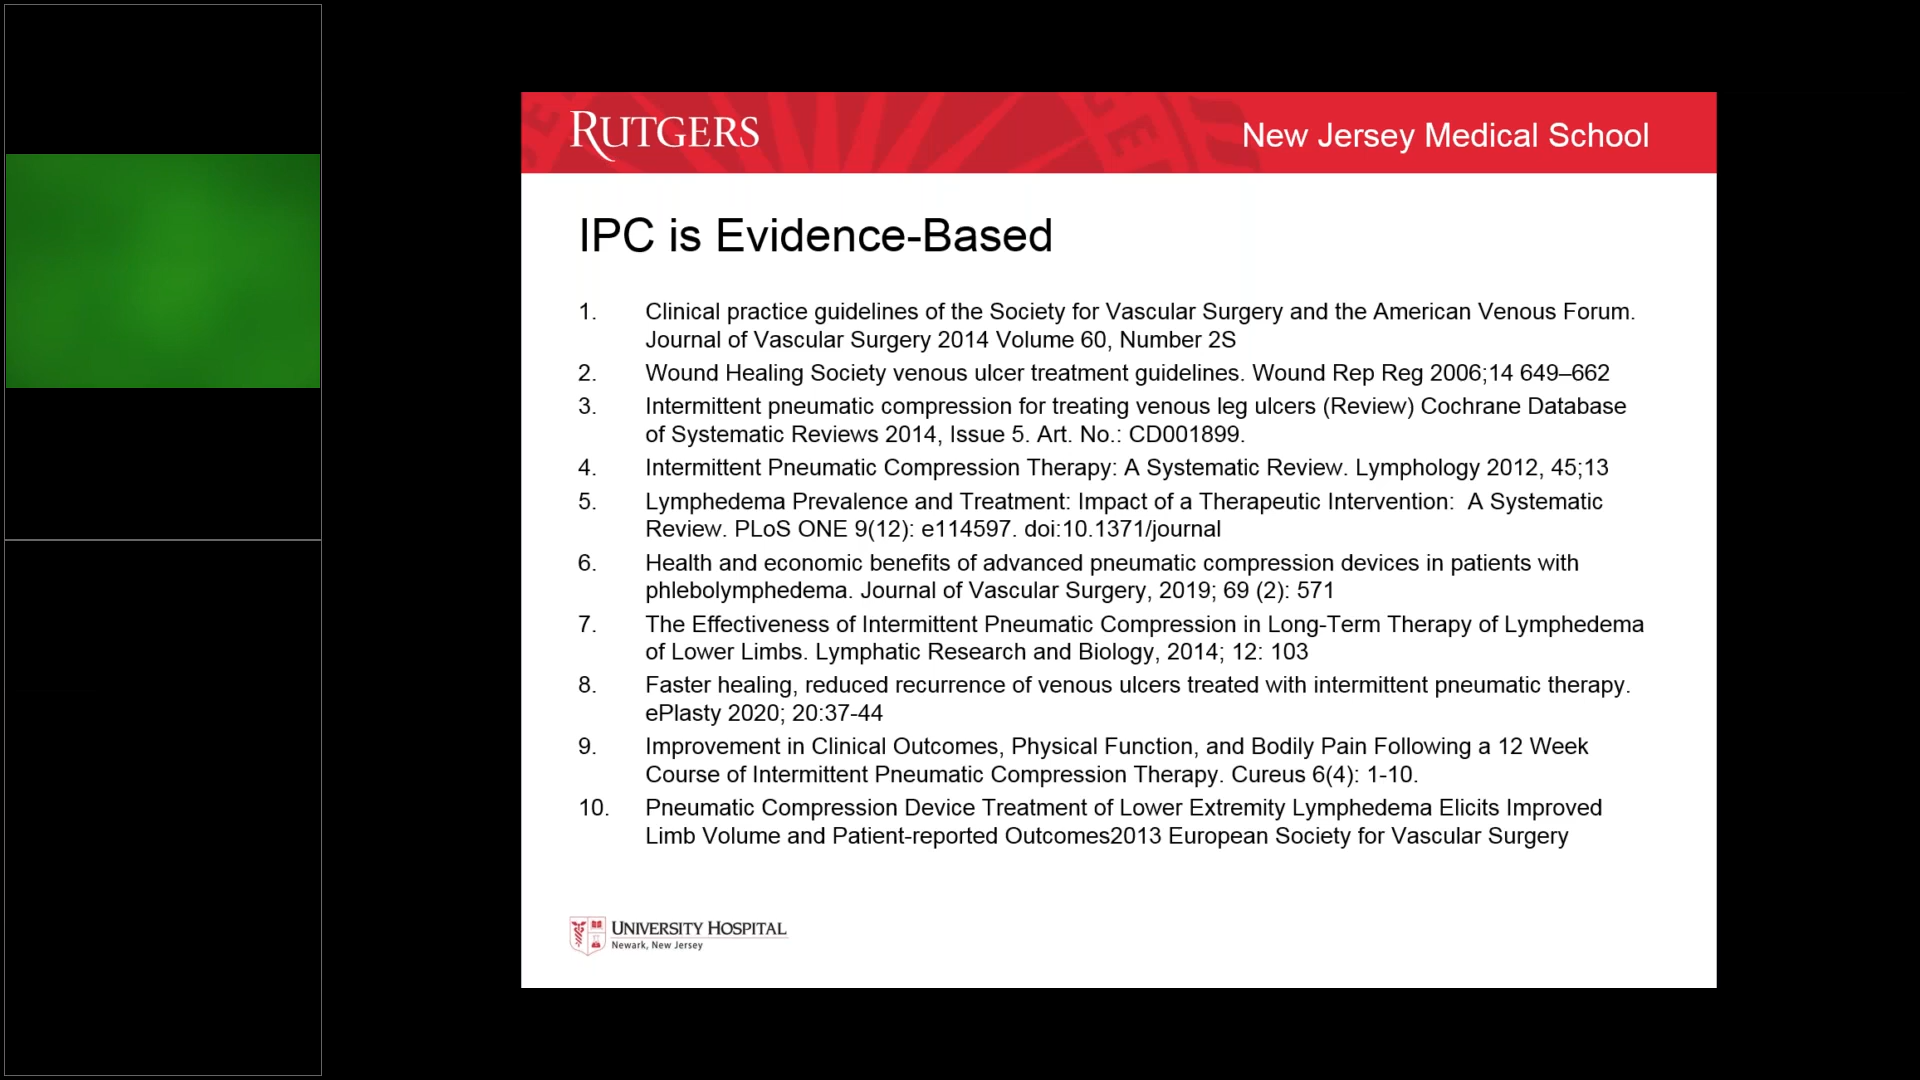 RUTGERS
New Jersey Medical School
IPC is Evidence-Based
1. Clinical practice guidelines of the Society for Vascular Surgery and the American Venous Forum.
Journal of Vascular Surgery 2014 Volume 60, Number 2S
2. Wound Healing Society venous ulcer treatment guidelines. Wound Rep Reg 2006;14 649–662
3. Intermittent pneumatic compression for treating venous leg ulcers (Review) Cochrane Database
of Systematic Reviews 2014, Issue 5. Art. No.: CD001899.
4. Intermittent Pneumatic Compression Therapy: A Systematic Review. Lymphology 2012, 45;13
5. Lymphedema Prevalence and Treatment: Impact of a Therapeutic Intervention:  A Systematic
Review. PLoS ONE 9(12): e114597. doi:10.1371/journal
6. Health and economic benefits of advanced pneumatic compression devices in patients with
phlebolymphedema. Journal of Vascular Surgery, 2019; 69 (2): 571
7. The Effectiveness of Intermittent Pneumatic Compression in Long-Term Therapy of Lymphedema
of Lower Limbs. Lymphatic Research and Biology, 2014; 12: 103
8. Faster healing, reduced recurrence of venous ulcers treated with intermittent pneumatic therapy.
ePlasty 2020; 20:37-44
9. Improvement in Clinical Outcomes, Physical Function, and Bodily Pain Following a 12 Week
Course of Intermittent Pneumatic Compression Therapy. Cureus 6(4): 1-10.
10. Pneumatic Compression Device Treatment of Lower Extremity Lymphedema Elicits Improved
Limb Volume and Patient-reported Outcomes2013 European Society for Vascular Surgery
UNIVERSITY HOSPITAL
Newark, New Jersey